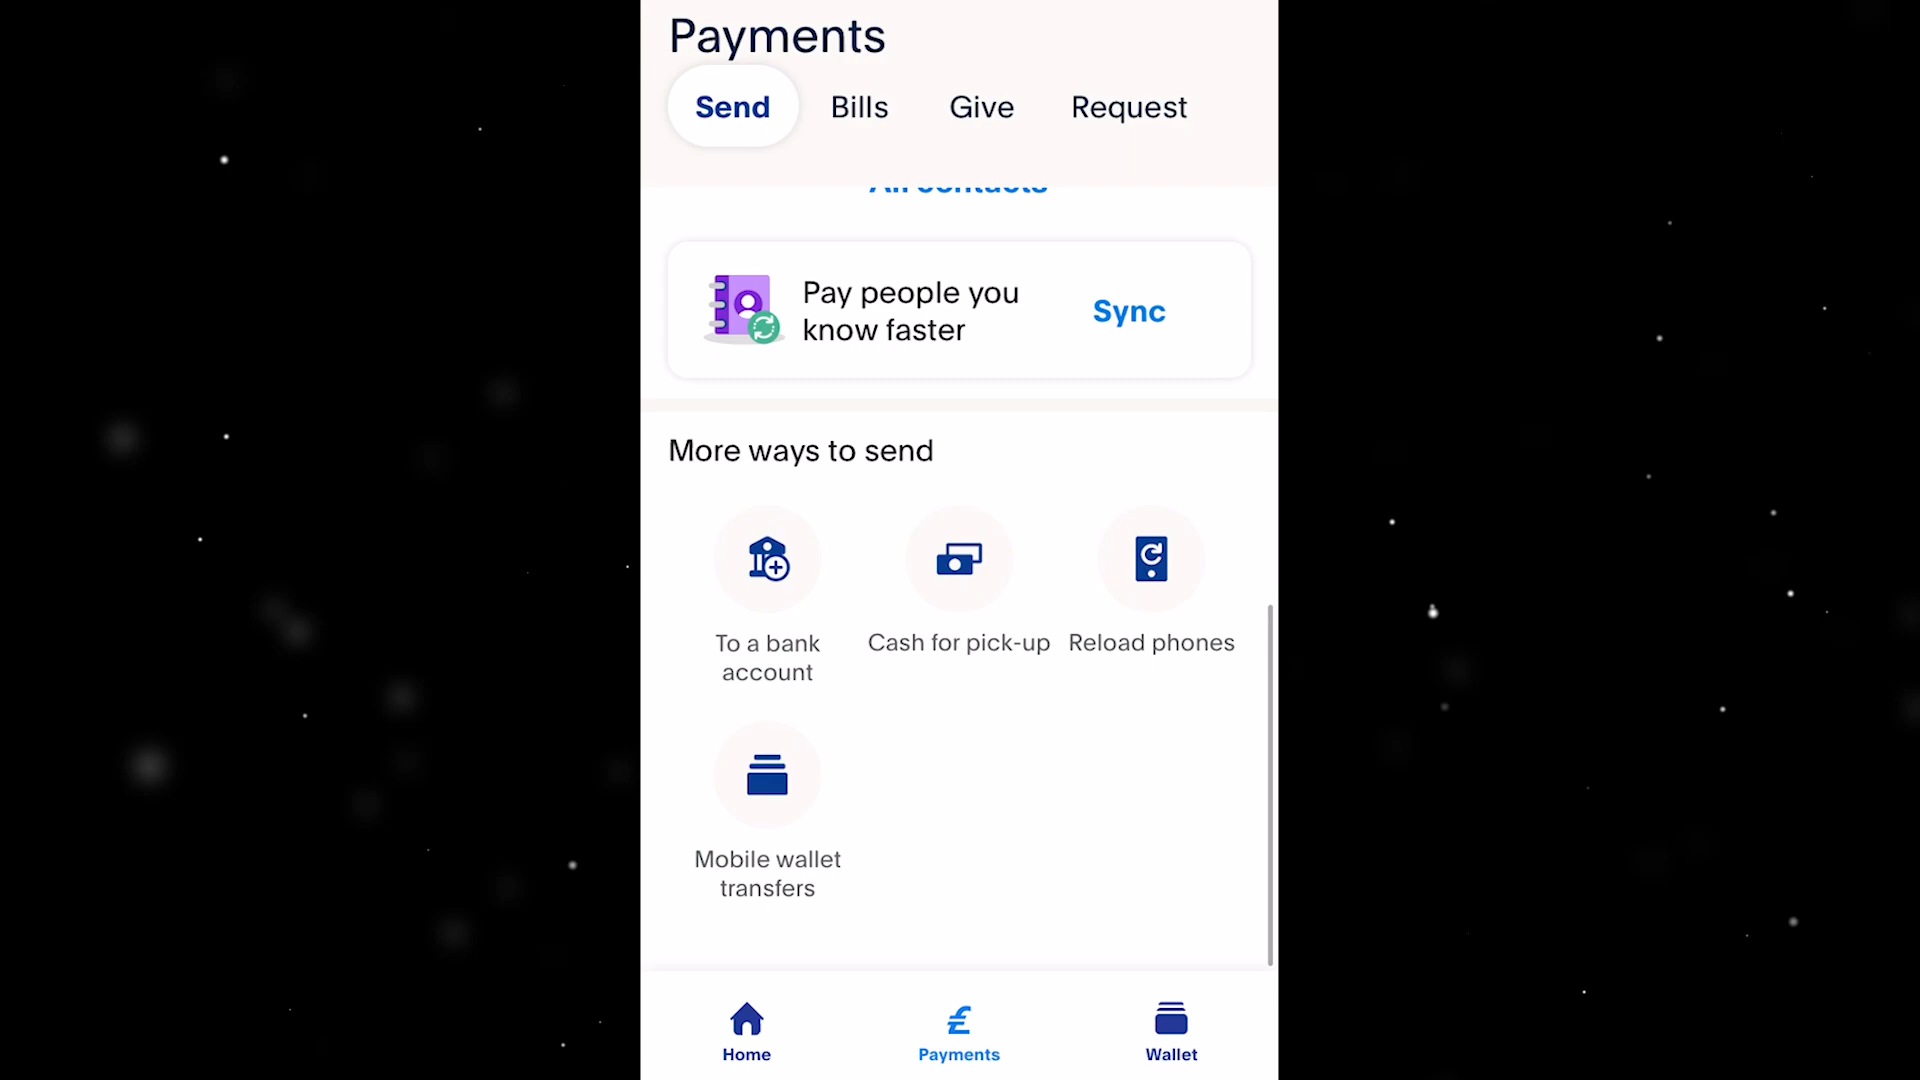 Payments
Send Bills Give Request
All contacts
Pay people you
know faster
Sync
More ways to send
To a bank
account
Cash for pick-up
Reload phones
Mobile wallet
transfers
Home Payments Wallet